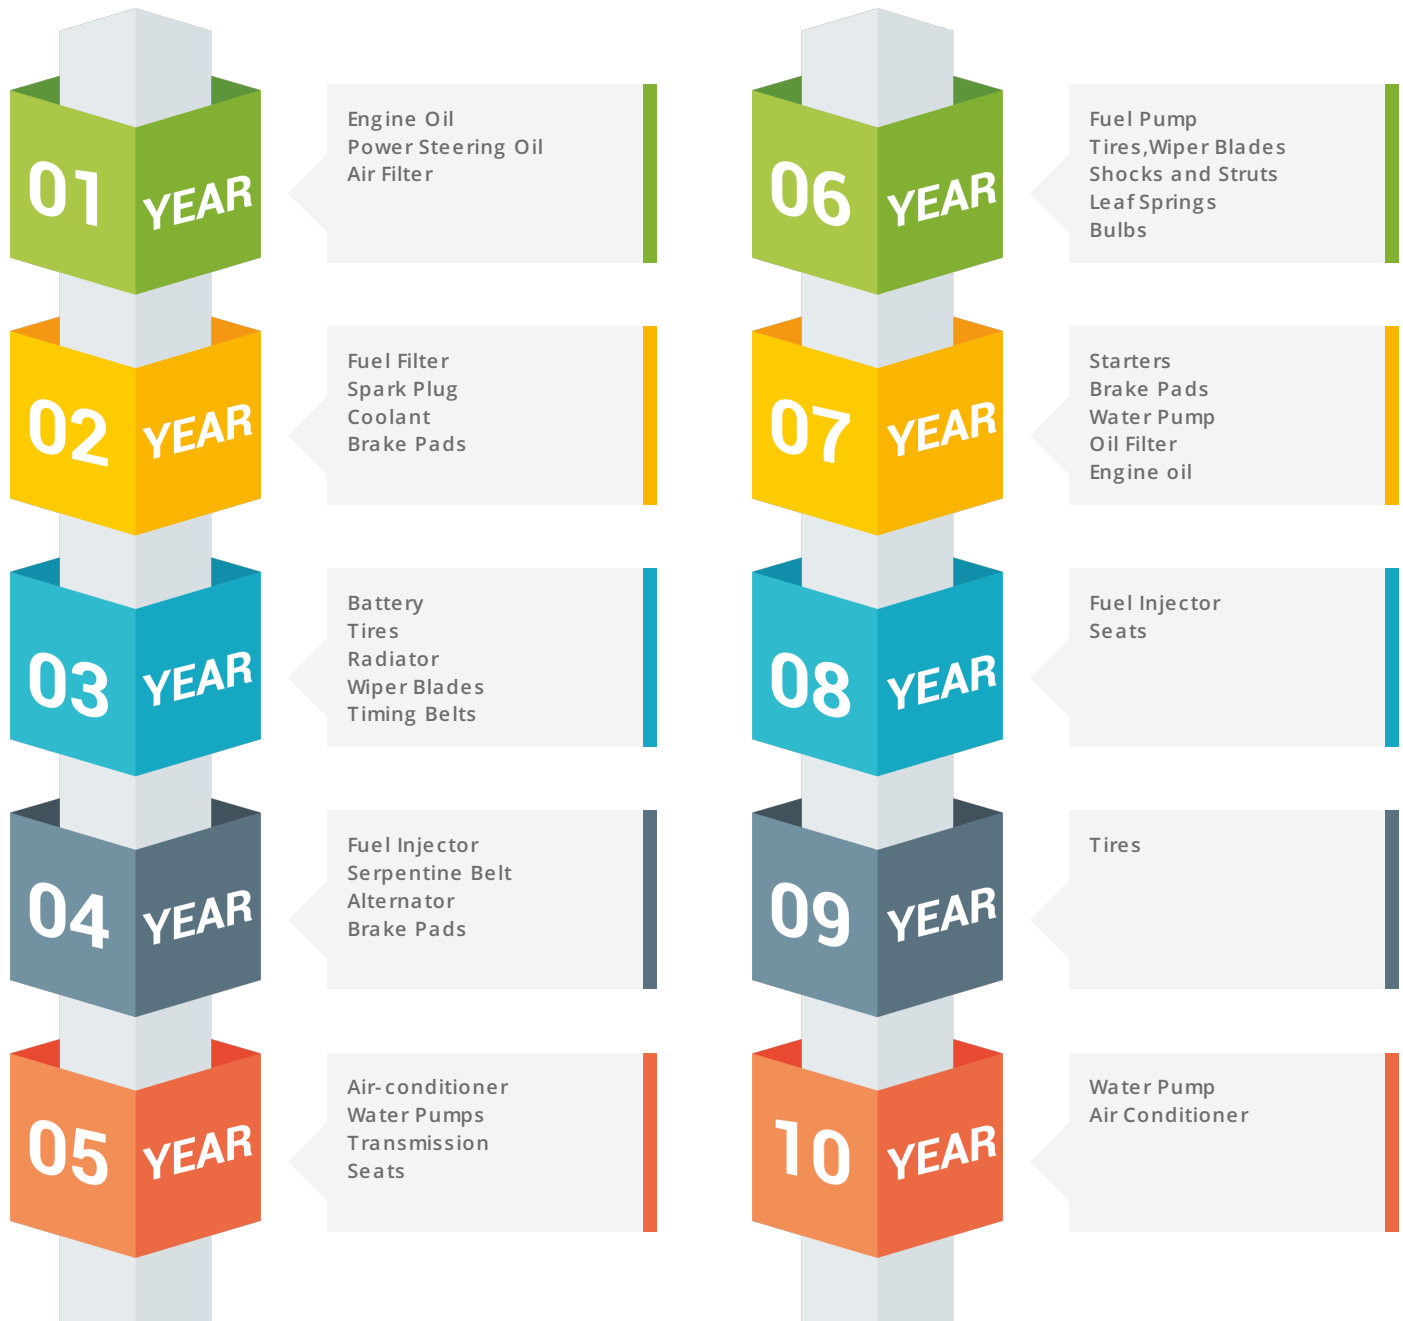 01 YEAR
Engine Oil
Power Steering Oil
Air Filter
02 YEAR
Fuel Filter
Spark Plug
Coolant
Brake Pads
03 YEAR
Battery
Tires
Radiator
Wiper Blades
Timing Belts
04 YEAR
Fuel Injector
Serpentine Belt
Alternator
Brake Pads
05 YEAR
Air-conditioner
Water Pumps
Transmission
Seats
06 YEAR
Fuel Pump
Tires,Wiper Blades
Shocks and Struts
Leaf Springs
Bulbs
07 YEAR
Starters
Brake Pads
Water Pump
Oil Filter
Engine oil
08 YEAR
Fuel Injector
Seats
09 YEAR
Tires
10 YEAR
Water Pump
Air Conditioner